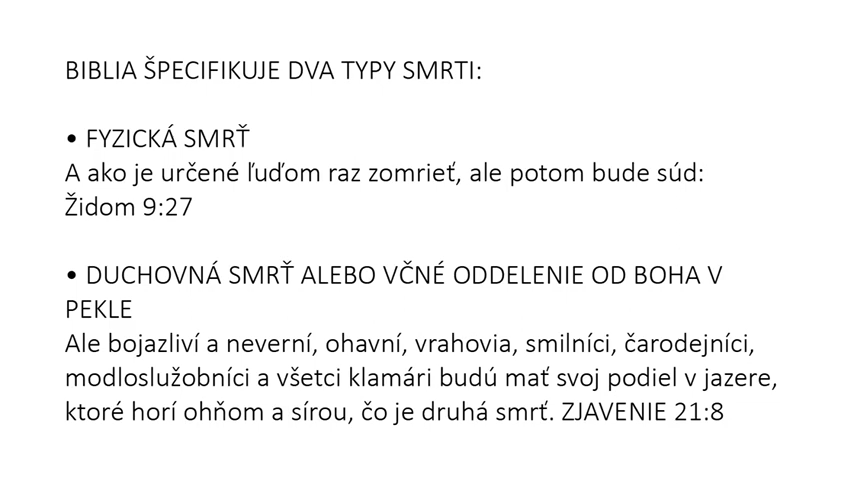 BIBLIA ŠPECIFIKUJE DVA TYPY SMRTI:
• FYZICKÁ SMRŤ
A ako je určené ľuďom raz zomrieť, ale potom bude súd:
Židom 9:27
• DUCHOVNÁ SMRŤ ALEBO VČNÉ ODDELENIE OD BOHA V
PEKLE
Ale bojazliví a neverní, ohavní, vrahovia, smilníci, čarodejníci,
modloslužobníci a všetci klamári budú mať svoj podiel v jazere,
ktoré horí ohňom a sírou, čo je druhá smrť. ZJAVENIE 21:8